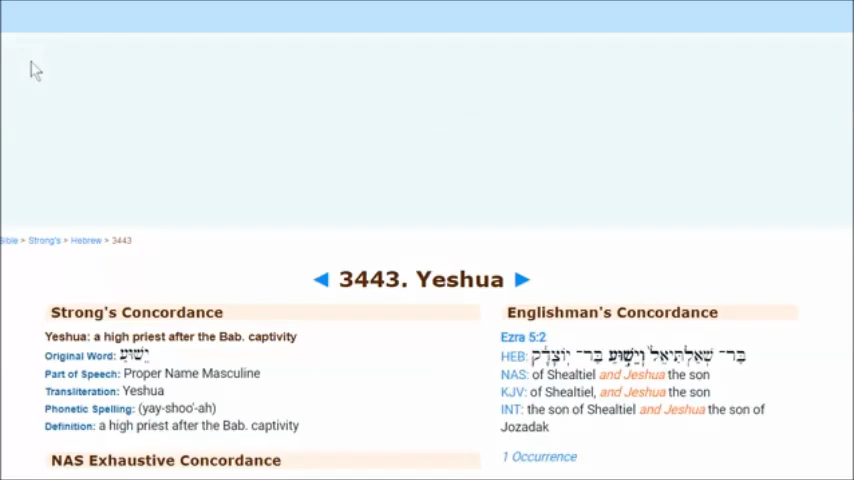 Bible > Strong's > Hebrew > 3443
◄ 3443. Yeshua ►
Strong's Concordance
Yeshua: a high priest after the Bab. captivity
Original Word: יֵשׁוּעַ
Part of Speech: Proper Name Masculine
Transliteration: Yeshua
Phonetic Spelling: (yay-shoo'-ah)
Definition: a high priest after the Bab. captivity
NAS Exhaustive Concordance
Englishman's Concordance
Ezra 5:2
HEB: בַּר־ שְׁאַלְתִּיאֵל֙ וְיֵשׁ֣וּעַ בַּר־ יֽוֹצָדָ֔ק
NAS: of Shealtiel and Jeshua the son
KJV: of Shealtiel, and Jeshua the son
INT: the son of Shealtiel and Jeshua the son of
Jozadak
1 Occurrence